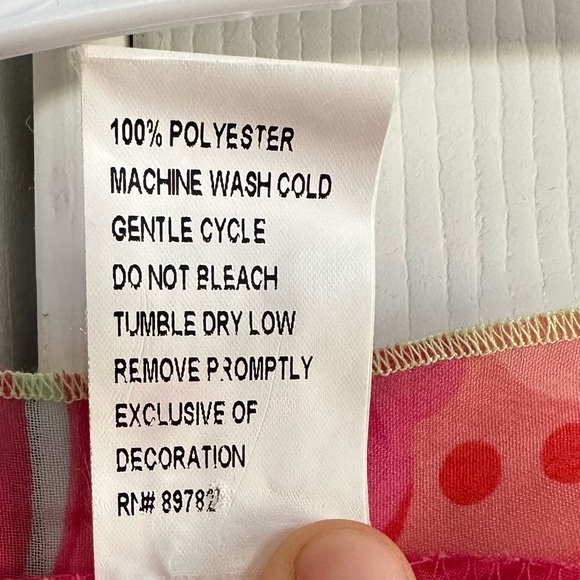 100% POLYESTER
MACHINE WASH COLD
GENTLE CYCLE
DO NOT BLEACH
TUMBLE DRY LOW
REMOVE PROMPTLY
EXCLUSIVE OF
DECORATION
RN# 89782